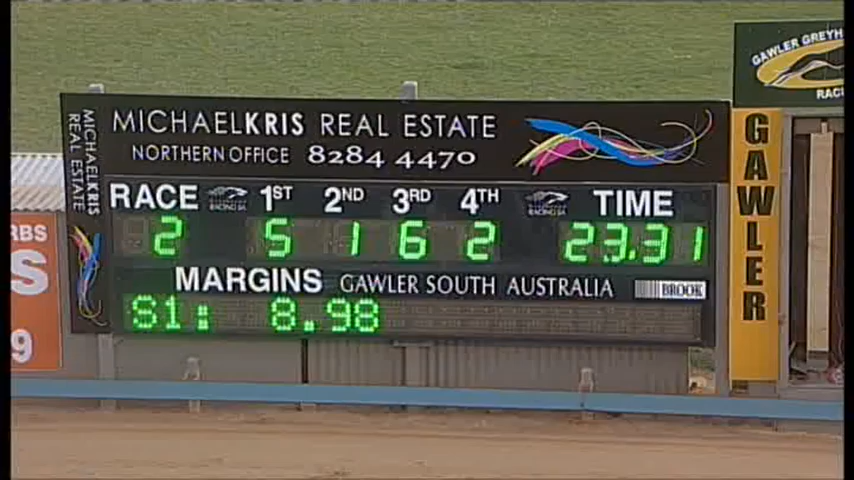 GAWLER GREYH
RAC
MICHAELKRIS REAL ESTATE
NORTHERN OFFICE 8284 4470
MICHAELKRIS
REAL ESTATE
RACE 1ST 2ND 3RD 4TH TIME
2 5 1 6 2 23.31
MARGINS GAWLER SOUTH AUSTRALIA BROOK
S1: 8.98
GAWLER
RBS
S
9